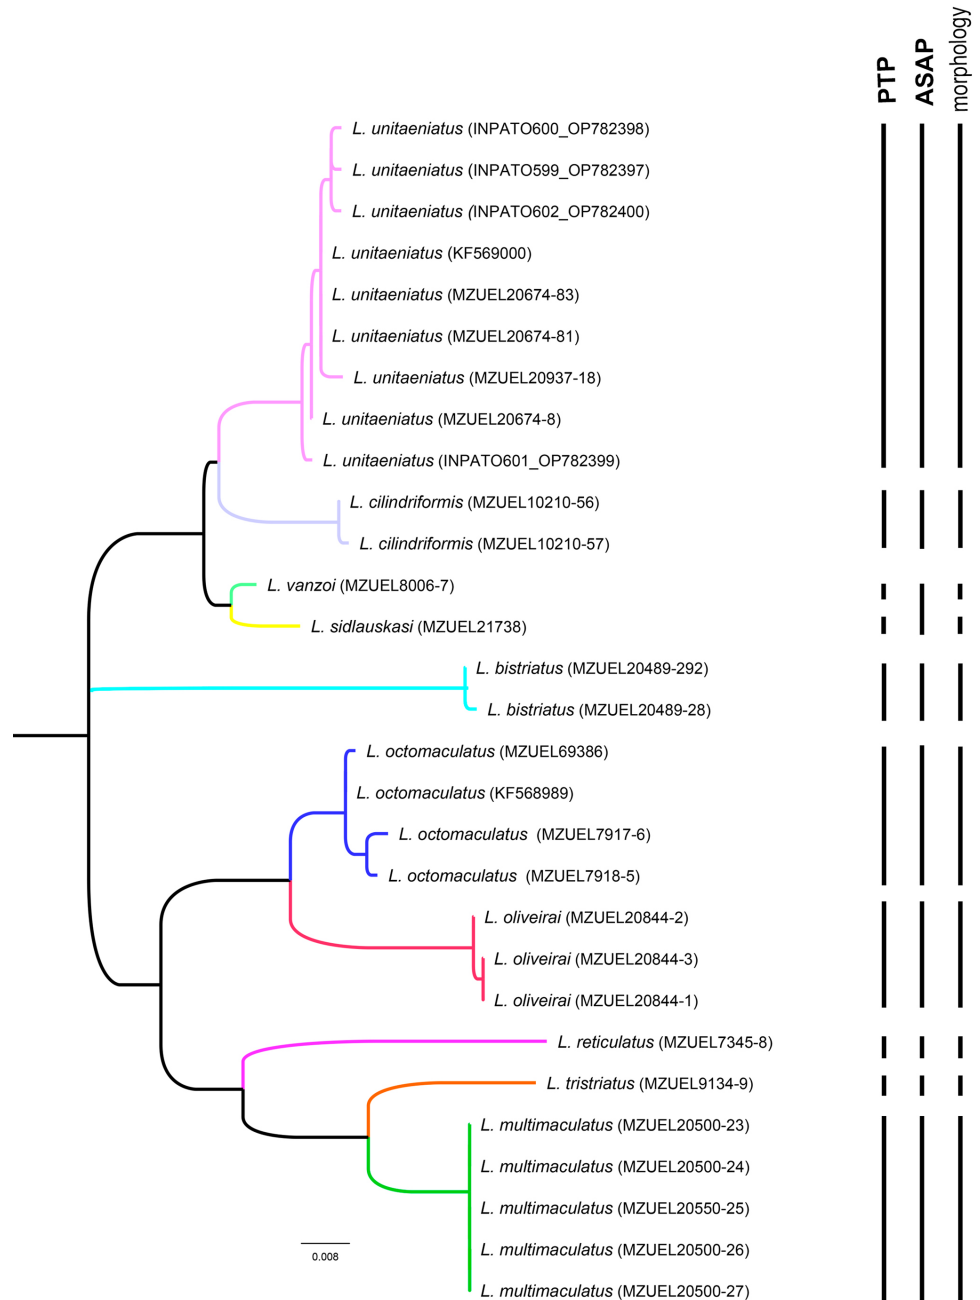 PTP
ASAP
morphology
L. unitaeniatus (INPATO600_OP782398)
L. unitaeniatus (INPATO599_OP782397)
L. unitaeniatus (INPATO602_OP782400)
L. unitaeniatus (KF569000)
L. unitaeniatus (MZUEL20674-83)
L. unitaeniatus (MZUEL20674-81)
L. unitaeniatus (MZUEL20937-18)
L. unitaeniatus (MZUEL20674-8)
L. unitaeniatus (INPATO601_OP782399)
L. cilindriformis (MZUEL10210-56)
L. cilindriformis (MZUEL10210-57)
L. vanzoi (MZUEL8006-7)
L. sidlauskasi (MZUEL21738)
L. bistriatus (MZUEL20489-292)
L. bistriatus (MZUEL20489-28)
L. octomaculatus (MZUEL69386)
L. octomaculatus (KF568989)
L. octomaculatus (MZUEL7917-6)
L. octomaculatus (MZUEL7918-5)
L. oliveirai (MZUEL20844-2)
L. oliveirai (MZUEL20844-3)
L. oliveirai (MZUEL20844-1)
L. reticulatus (MZUEL7345-8)
L. tristriatus (MZUEL9134-9)
L. multimaculatus (MZUEL20500-23)
L. multimaculatus (MZUEL20500-24)
L. multimaculatus (MZUEL20550-25)
L. multimaculatus (MZUEL20500-26)
L. multimaculatus (MZUEL20500-27)
0.008